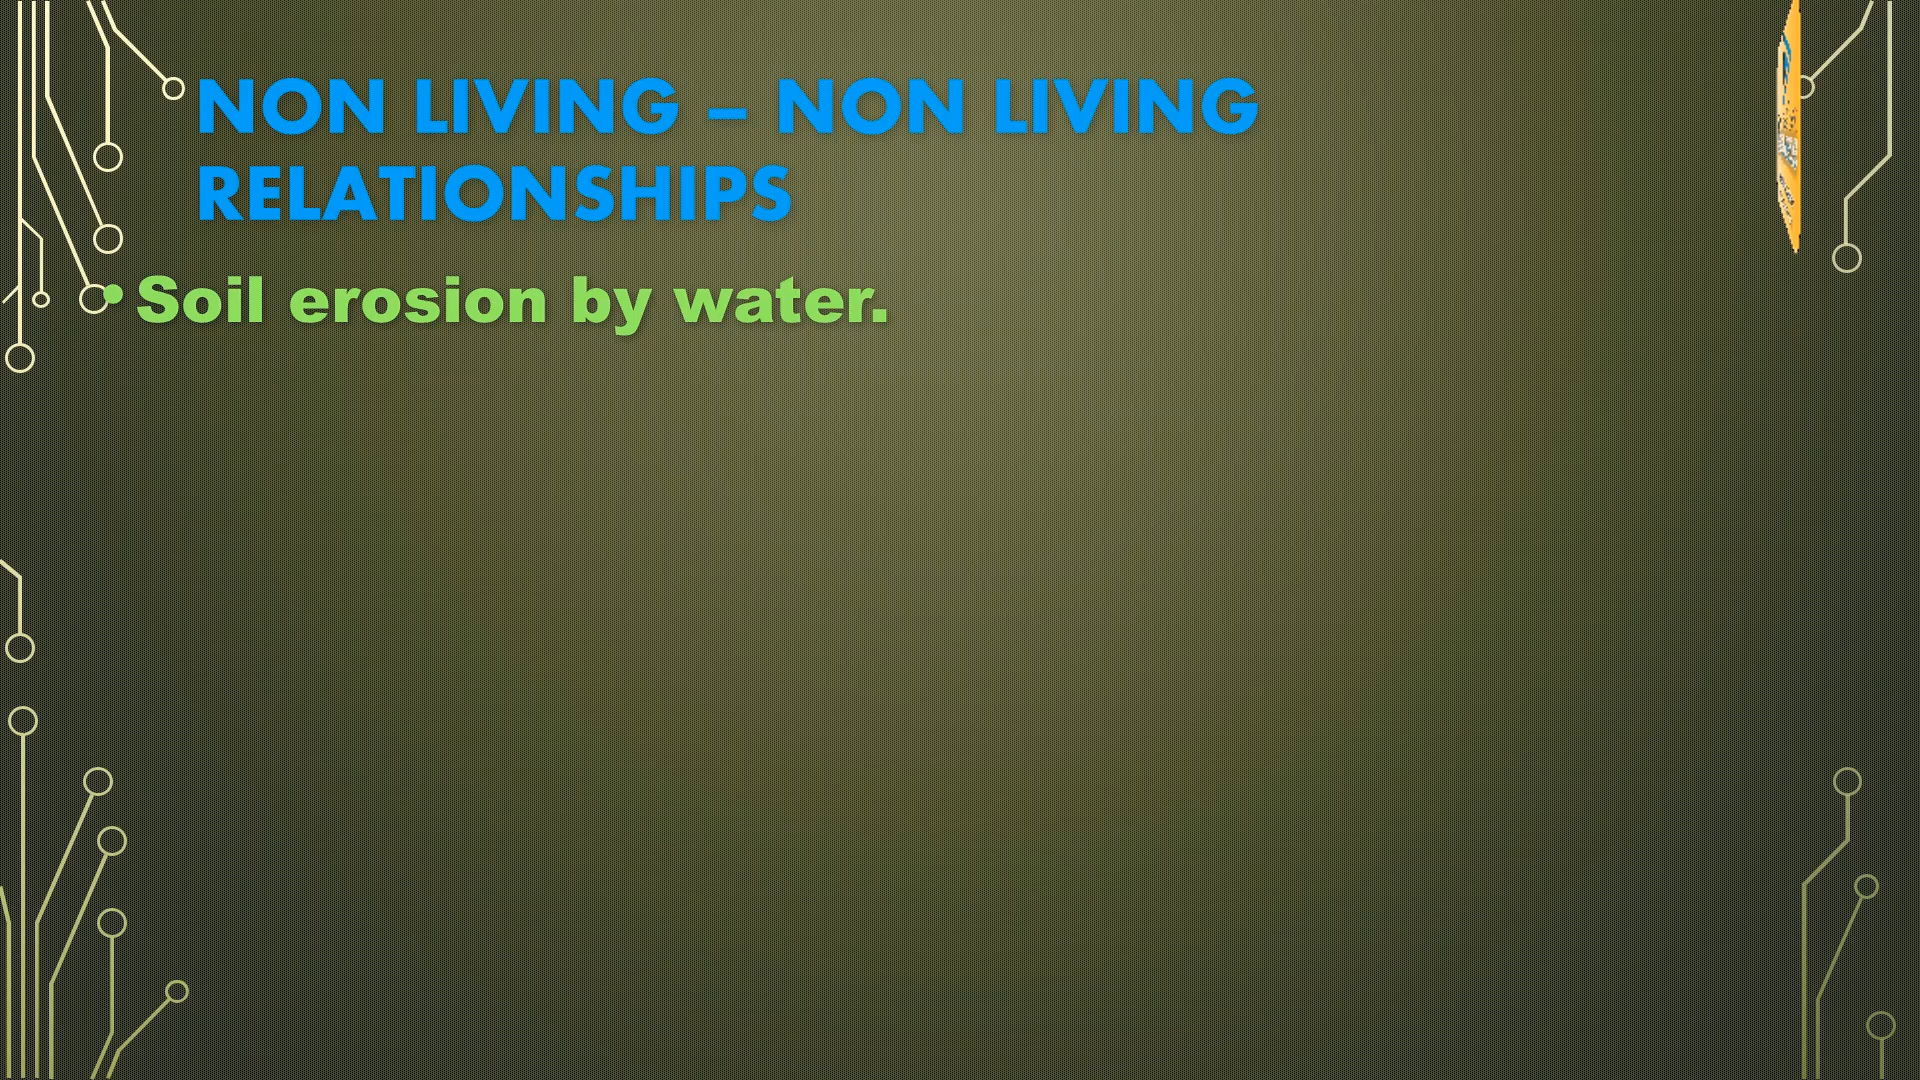 NON LIVING – NON LIVING
RELATIONSHIPS
• Soil erosion by water.